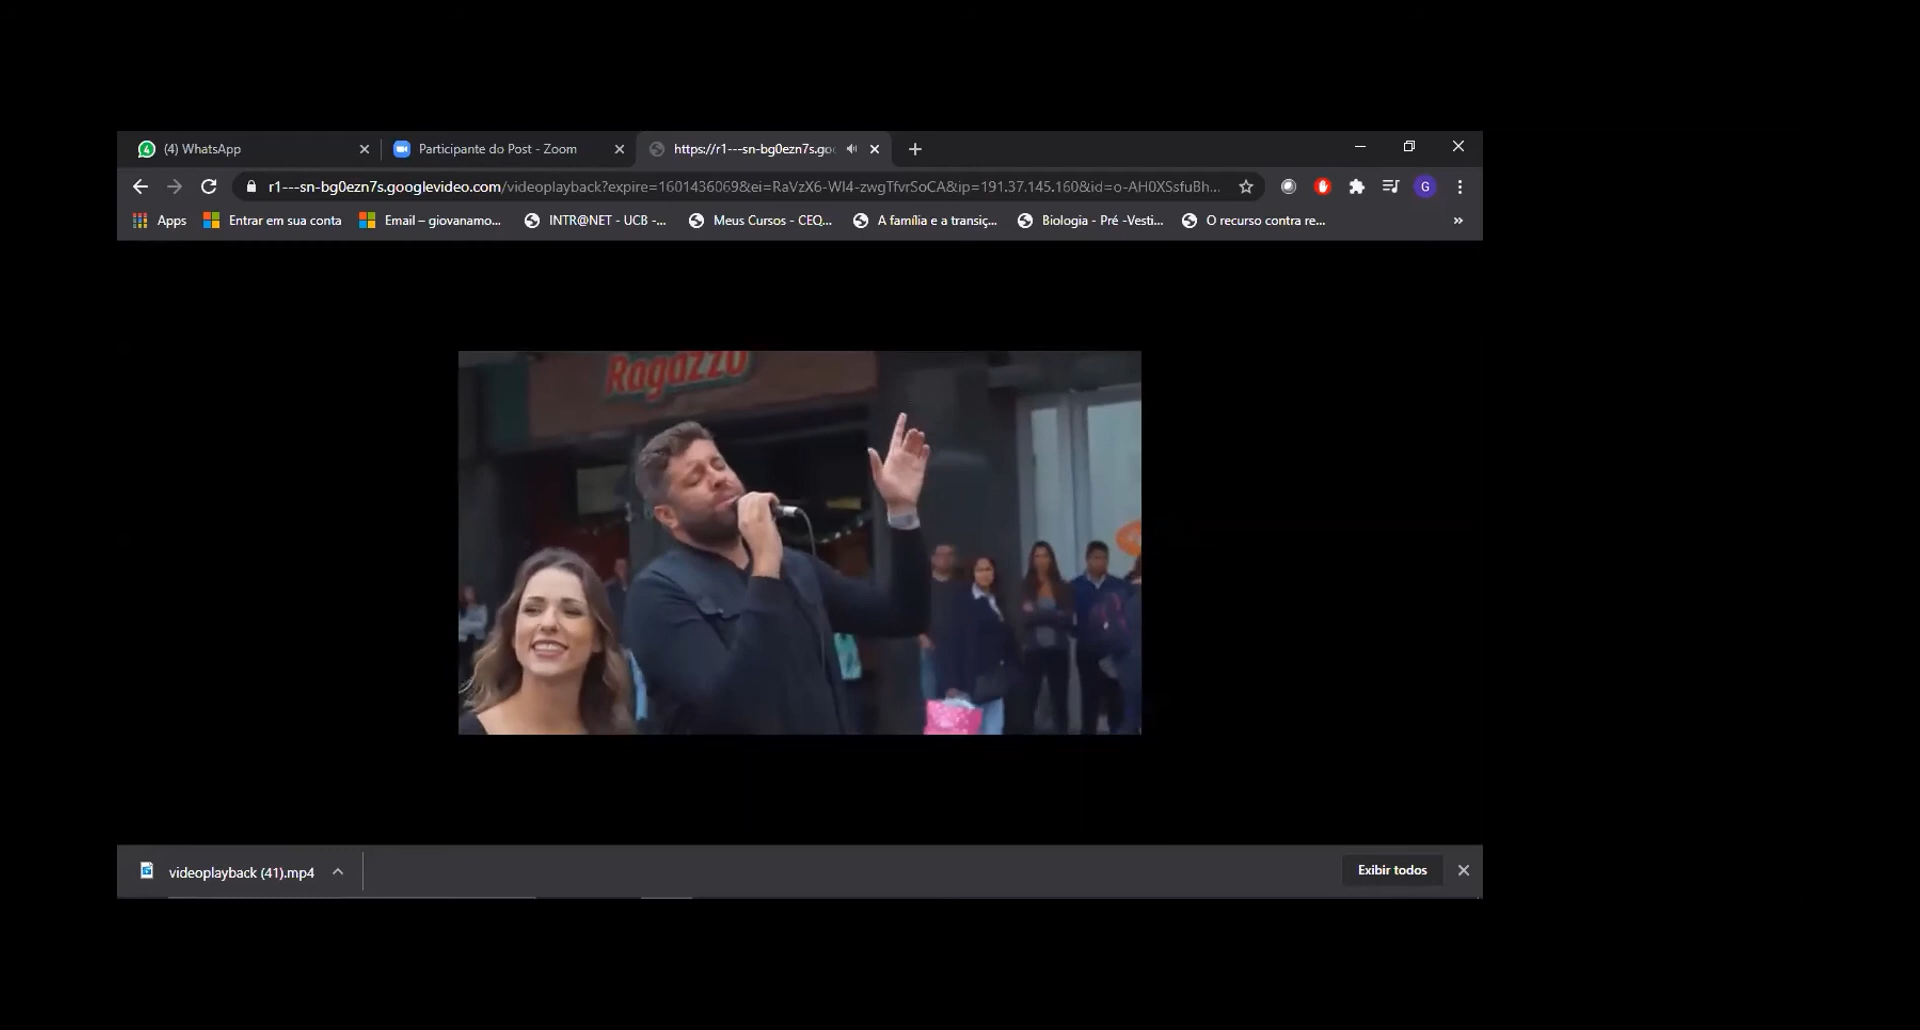 (4) WhatsApp
Participante do Post - Zoom
https://r1---sn-bg0ezn7s.goo
r1---sn-bg0ezn7s.googlevideo.com/videoplayback?expire=1601436069&ei=RaVzX6-WI4-zwgTfvrSoCA&ip=191.37.145.160&id=o-AH0XSsfuBh...
G
Apps
Entrar em sua conta
Email – giovanamo...
INTR@NET - UCB -...
Meus Cursos - CEQ...
A família e a transiç...
Biologia - Pré -Vesti...
O recurso contra re...
»
Ragazzo
videoplayback (41).mp4
Exibir todos